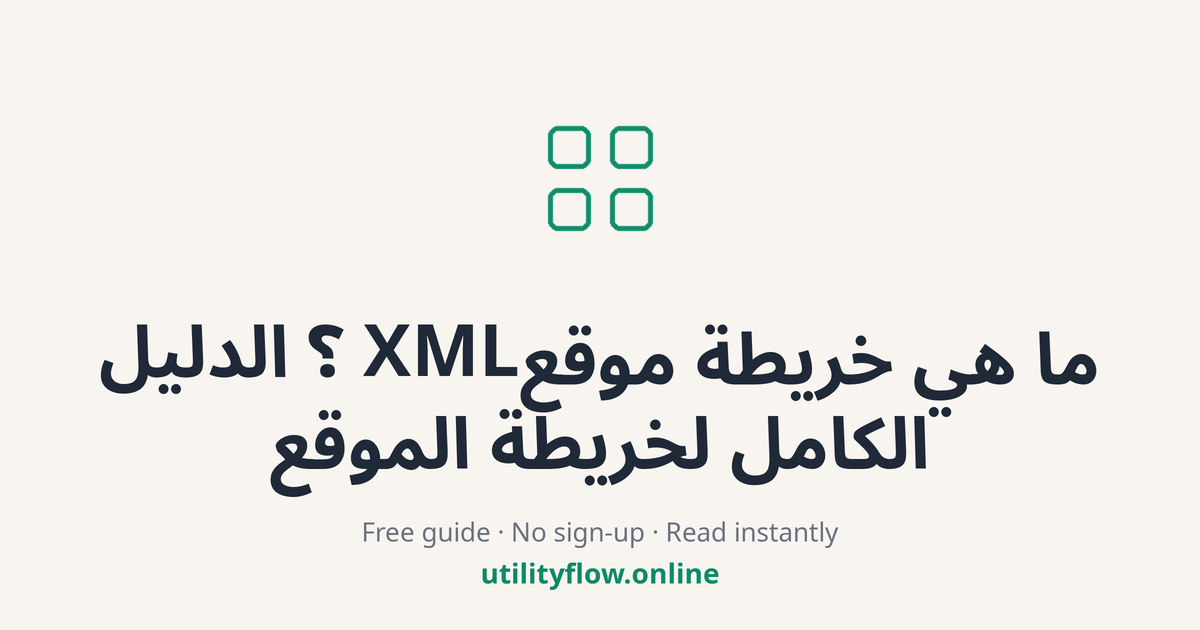 ما هي خريطة موقعXML ؟ الدليل
الكامل لخريطة الموقع
Free guide · No sign-up · Read instantly
utilityflow.online